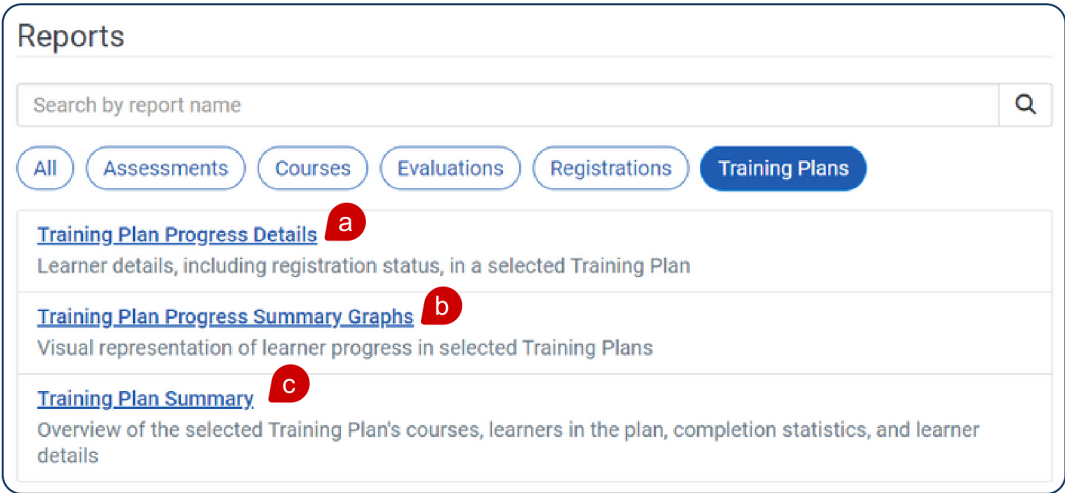 Reports
Search by report name
All Assessments Courses Evaluations Registrations Training Plans
Training Plan Progress Details a
Learner details, including registration status, in a selected Training Plan
Training Plan Progress Summary Graphs b
Visual representation of learner progress in selected Training Plans
Training Plan Summary c
Overview of the selected Training Plan's courses, learners in the plan, completion statistics, and learner
details